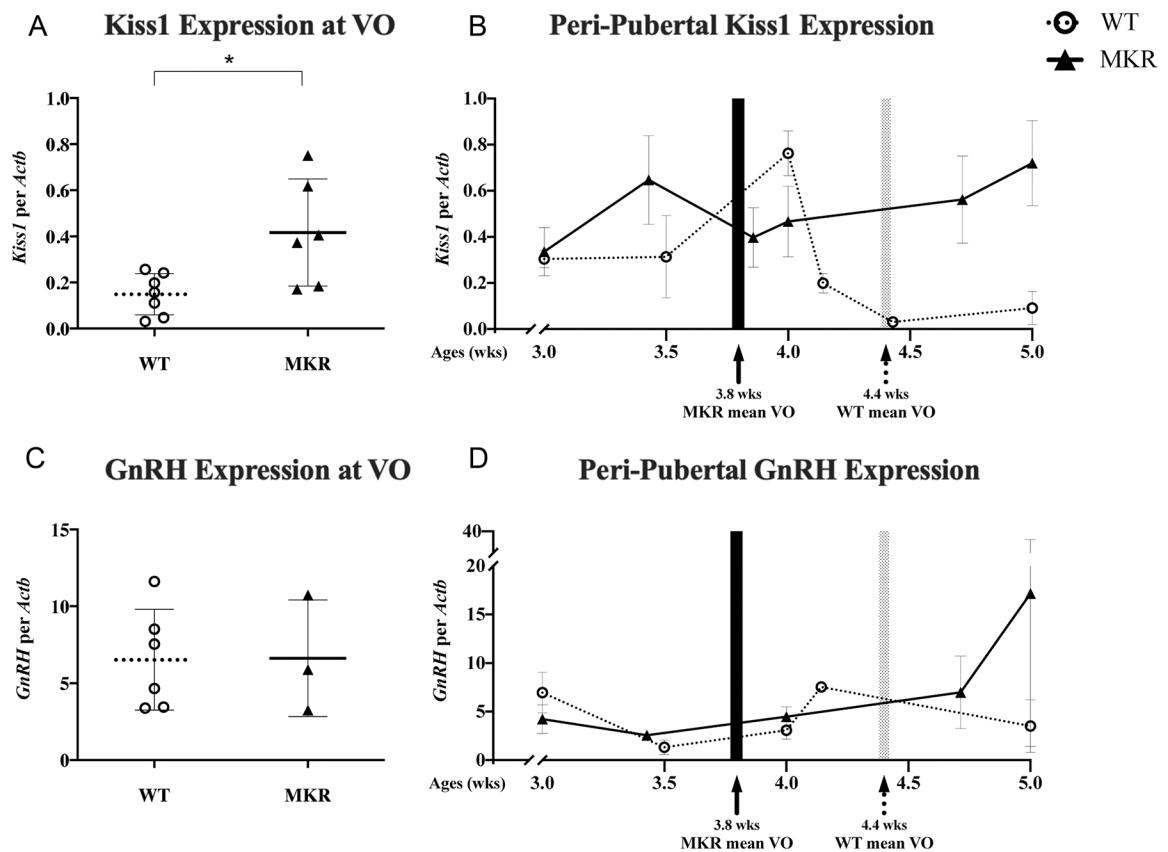 A
Kiss1 Expression at VO
*
Kiss1 per Actb
1.0
0.8
0.6
0.4
0.2
0.0
WT
MKR
B
Peri-Pubertal Kiss1 Expression
WT
MKR
Kiss1 per Actb
1.0
0.8
0.6
0.4
0.2
0.0
Ages (wks)
3.0
3.5
4.0
4.5
5.0
3.8 wks
MKR mean VO
4.4 wks
WT mean VO
C
GnRH Expression at VO
GnRH per Actb
15
10
5
0
WT
MKR
D
Peri-Pubertal GnRH Expression
GnRH per Actb
40
20
15
10
5
0
Ages (wks)
3.0
3.5
4.0
4.5
5.0
3.8 wks
MKR mean VO
4.4 wks
WT mean VO